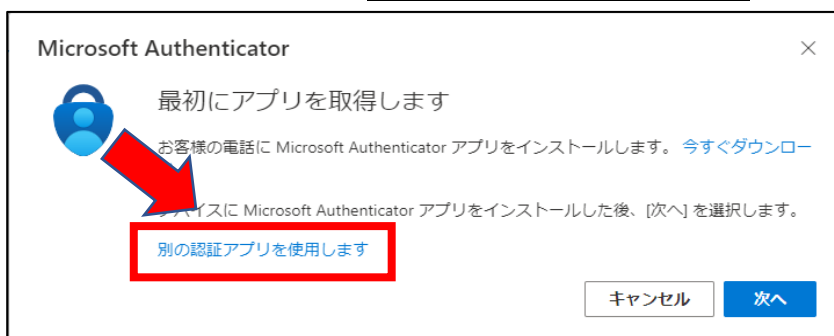 Microsoft Authenticator
最初にアプリを取得します
お客様の電話に Microsoft Authenticator アプリをインストールします。 今すぐダウンロー
に Microsoft Authenticator アプリをインストールした後、[次へ] を選択します。
別の認証アプリを使用します
キャンセル 次へ